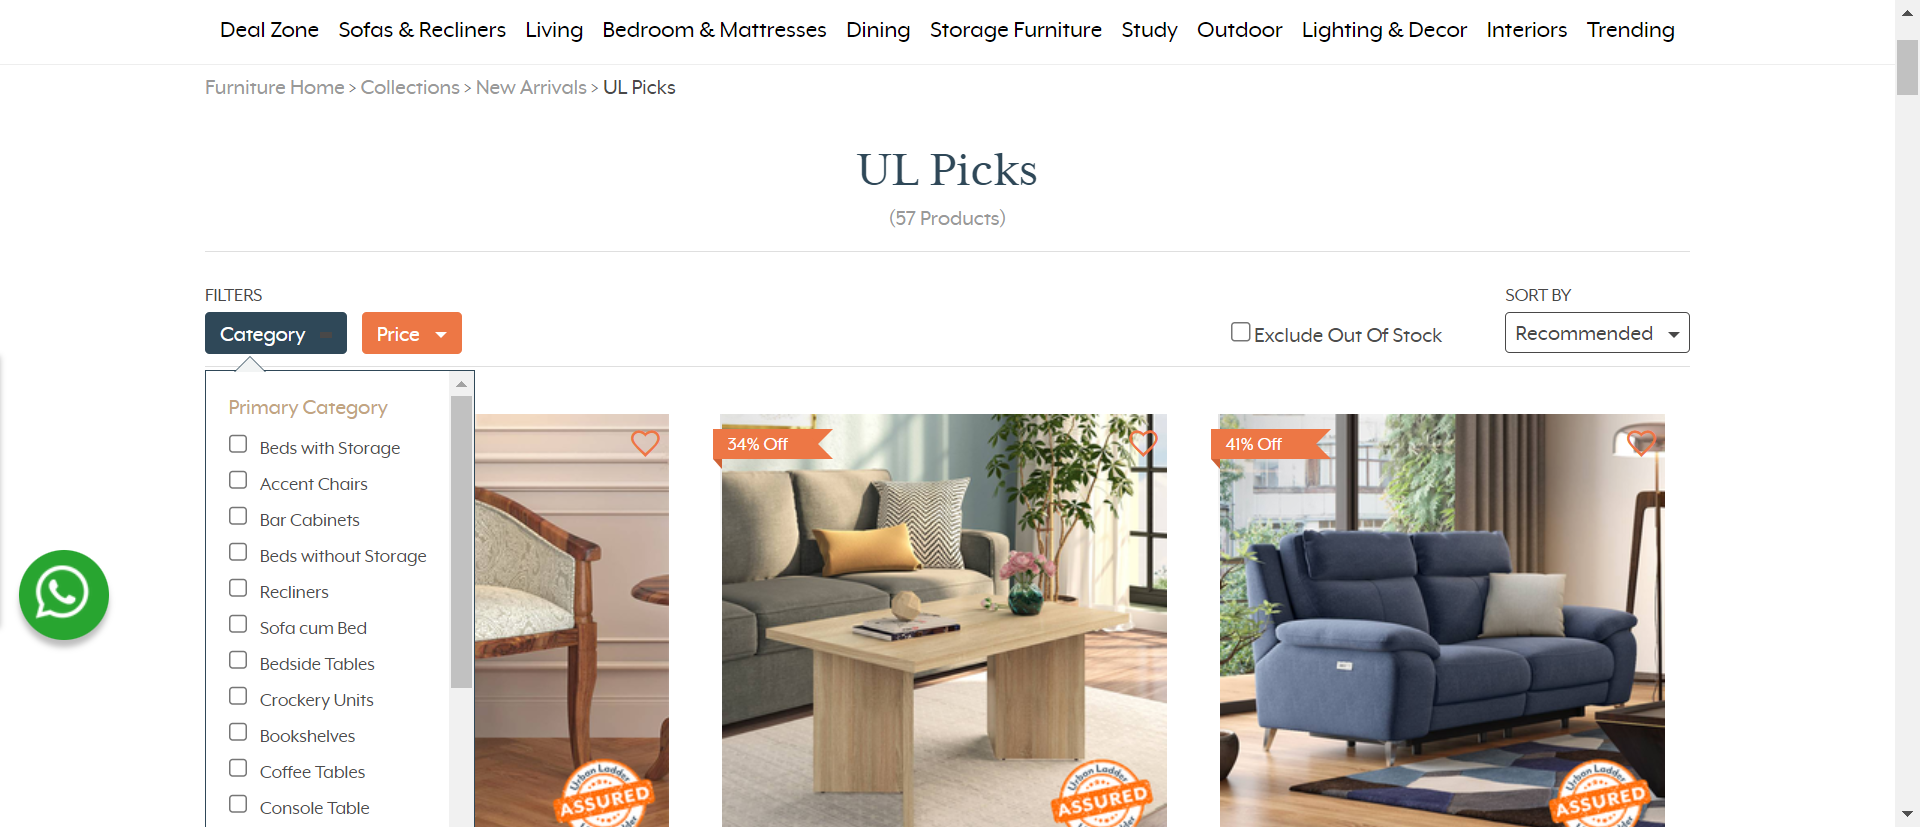 Deal Zone Sofas & Recliners Living Bedroom & Mattresses Dining Storage Furniture Study Outdoor Lighting & Decor Interiors Trending
Furniture Home > Collections > New Arrivals > UL Picks
UL Picks
(57 Products)
FILTERS
SORT BY
Category
Price
Exclude Out Of Stock
Recommended
Primary Category
Beds with Storage
Accent Chairs
Bar Cabinets
Beds without Storage
Recliners
Sofa cum Bed
Bedside Tables
Crockery Units
Bookshelves
Coffee Tables
Console Table
34% Off
41% Off
Urban Ladder
ASSURED
Urban Ladder
ASSURED
Urban Ladder
ASSURED